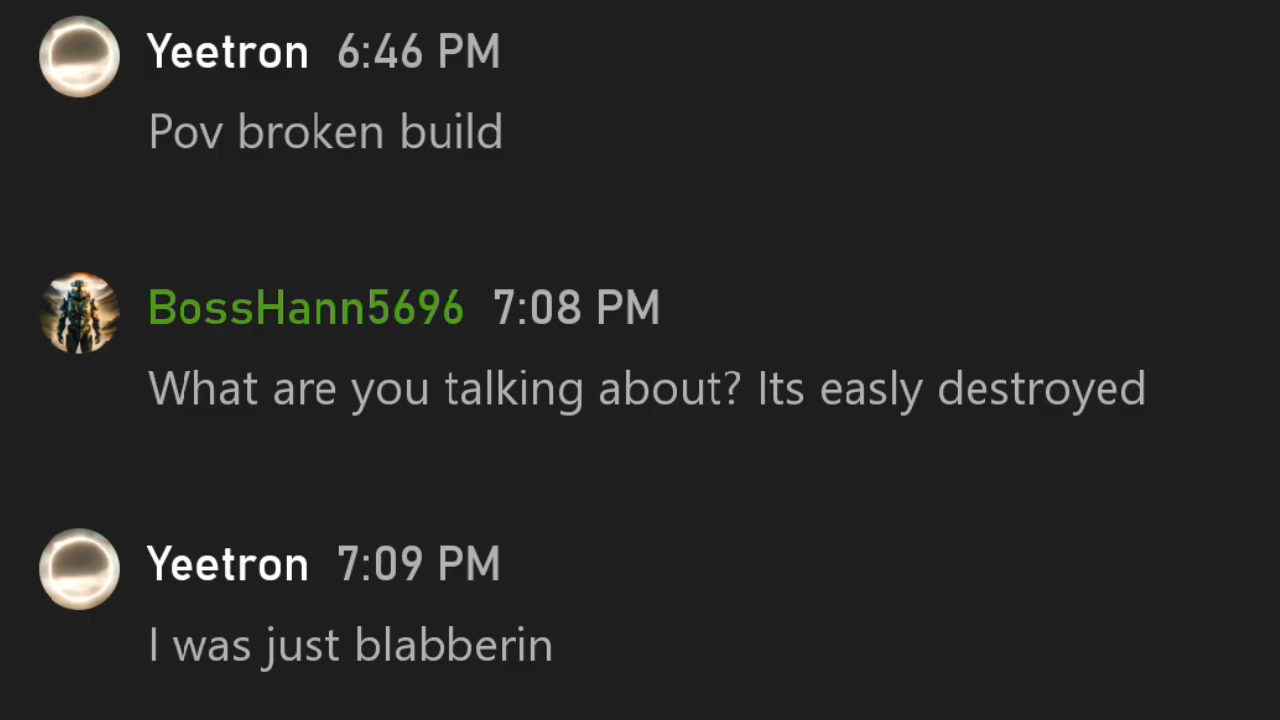 Yeetron 6:46 PM
Pov broken build
BossHann5696 7:08 PM
What are you talking about? Its easly destroyed
Yeetron 7:09 PM
I was just blabberin